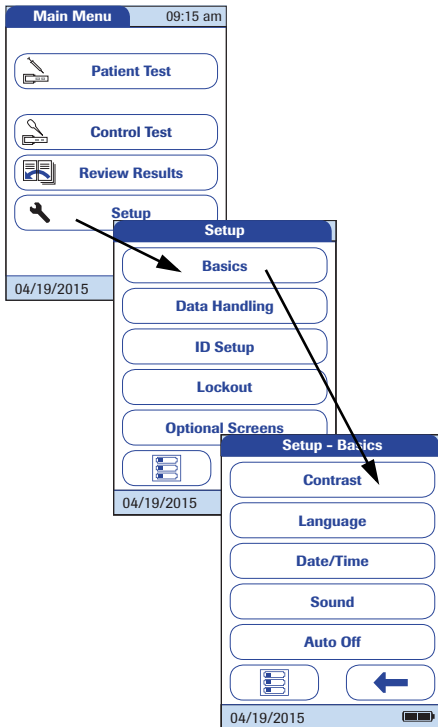 Main Menu 09:15 am
Patient Test
Control Test
Review Results
Setup
04/19/2015
Setup
Basics
Data Handling
ID Setup
Lockout
Optional Screens
04/19/2015
Setup - Basics
Contrast
Language
Date/Time
Sound
Auto Off
04/19/2015